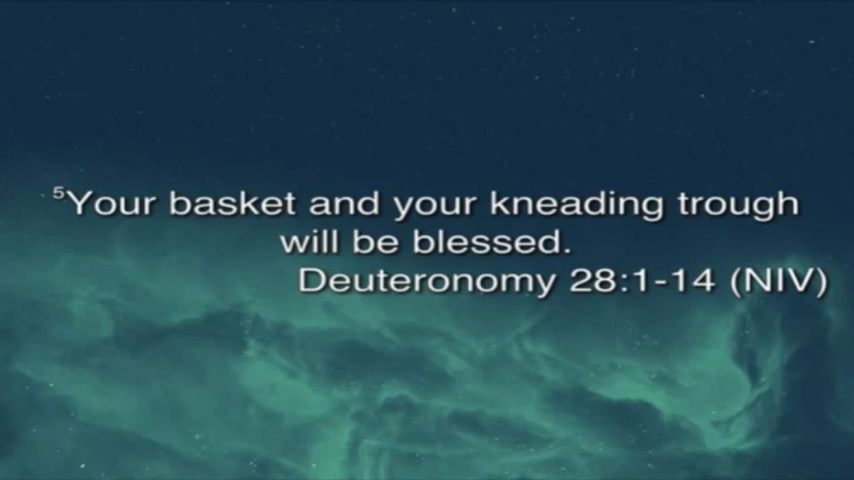 ⁵Your basket and your kneading trough
will be blessed.
Deuteronomy 28:1-14 (NIV)